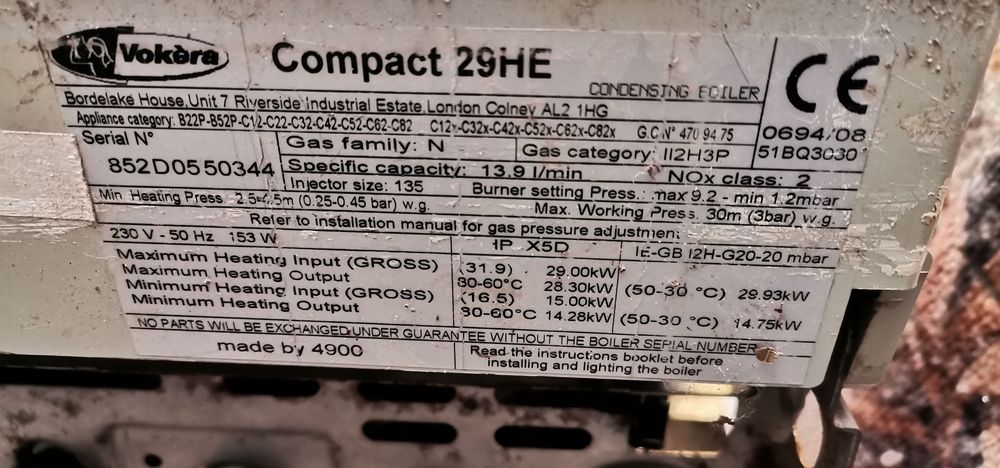 Vokèra
Compact 29HE
CONDENSING BOILER
CE
Bordelake House,Unit 7 Riverside Industrial Estate,London Colney AL2 1HG
Appliance category: B22P-B52P-C12-C22-C32-C42-C52-C62-C82 C12x-C32x-C42x-C52x-C62x-C82x G.C.N° 470 94 75
0694/08
51BQ3030
Serial N°
852D0550344
Gas family: N
Gas category: II2H3P
Specific capacity: 13.9 l/min
NOx class: 2
Injector size: 135
Burner setting Press.: max 9.2 - min 1.2mbar
Min. Heating Press. 2.5-4.5m (0.25-0.45 bar) w.g.
Max. Working Press. 30m (3bar) w.g.
Refer to installation manual for gas pressure adjustment
230 V - 50 Hz 153 W
IP X5D
IE-GB I2H-G20-20 mbar
Maximum Heating Input (GROSS) (31.9) 29.00kW
Maximum Heating Output 80-60°C 28.30kW (50-30 °C) 29.93kW
Minimum Heating Input (GROSS) (16.5) 15.00kW
Minimum Heating Output 80-60°C 14.28kW (50-30 °C) 14.75kW
NO PARTS WILL BE EXCHANGED UNDER GUARANTEE WITHOUT THE BOILER SERIAL NUMBER
made by 4900
Read the instructions booklet before
installing and lighting the boiler